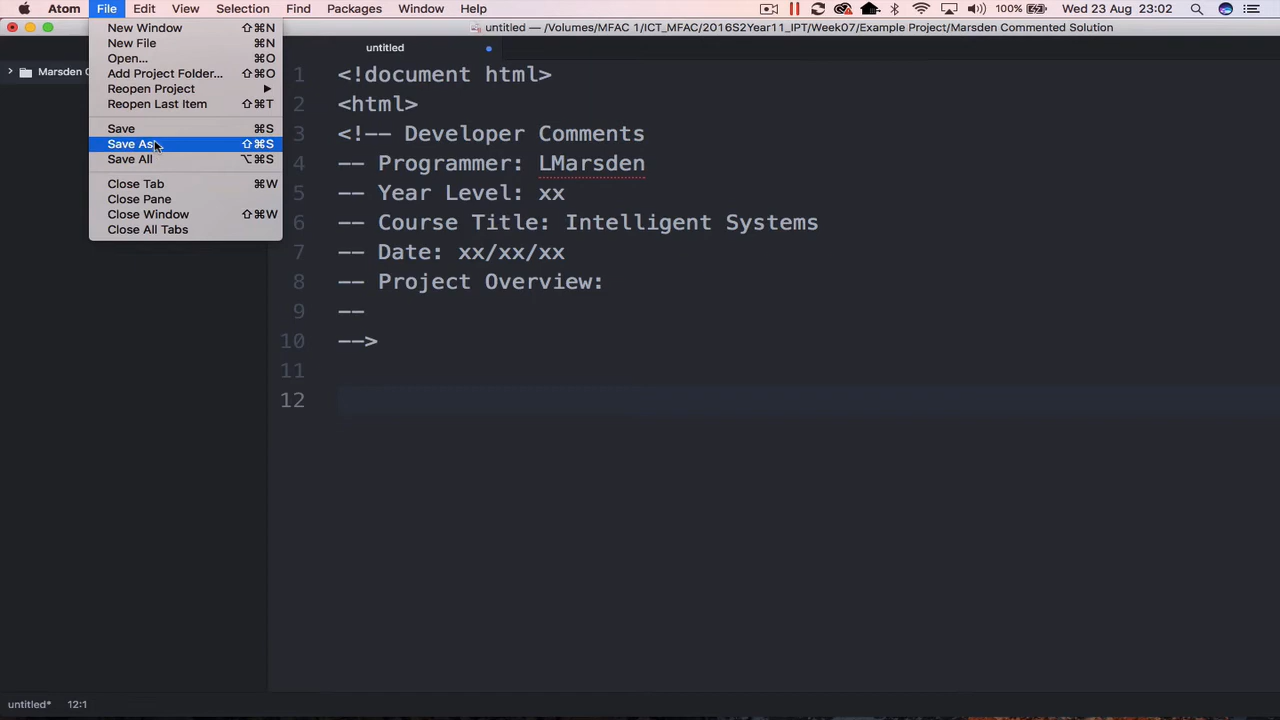 Atom File Edit View Selection Find Packages Window Help 100% Wed 23 Aug 23:02
untitled — /Volumes/MFAC 1/ICT_MFAC/2016S2Year11_IPT/Week07/Example Project/Marsden Commented Solution
New Window ⇧⌘N
New File ⌘N
Open... ⌘O
Add Project Folder... ⇧⌘O
Reopen Project
Reopen Last Item ⇧⌘T
Save ⌘S
Save As ⇧⌘S
Save All ⌥⌘S
Close Tab ⌘W
Close Pane
Close Window ⇧⌘W
Close All Tabs
Marsden C
untitled
1 <!document html>
2 <html>
3 <!-- Developer Comments
4 -- Programmer: LMarsden
5 -- Year Level: xx
6 -- Course Title: Intelligent Systems
7 -- Date: xx/xx/xx
8 -- Project Overview:
9 --
10 -->
11
12
untitled* 12:1